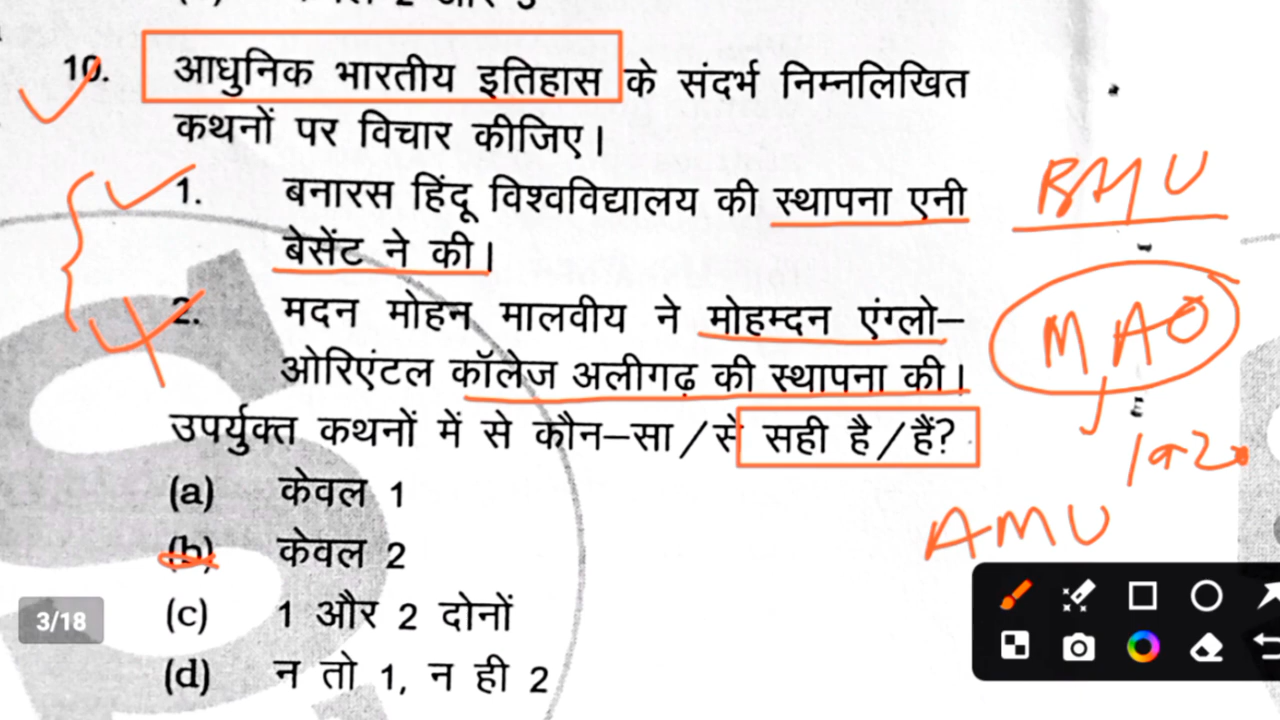 10. आधुनिक भारतीय इतिहास के संदर्भ निम्नलिखित
कथनों पर विचार कीजिए।
1. बनारस हिंदू विश्वविद्यालय की स्थापना एनी
बेसेंट ने की।
2. मदन मोहन मालवीय ने मोहम्दन एंग्लो–
ओरिएंटल कॉलेज अलीगढ़ की स्थापना की।
उपर्युक्त कथनों में से कौन–सा/से सही है/हैं?
(a) केवल 1
(b) केवल 2
(c) 1 और 2 दोनों
(d) न तो 1, न ही 2
BHU
MAO
1920
AMU
3/18